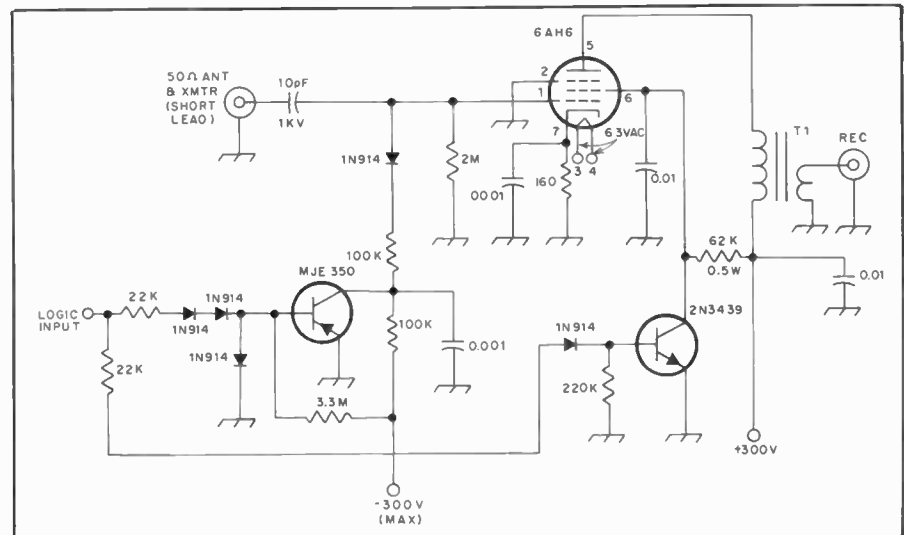 6AH6
5
50Ω ANT
& XMTR
(SHORT
LEAD)
10pF
1KV
2
1
6
7
3 4
6 3VAC
1N914
2M
0001
160
0.01
T1
REC
100K
62K
0.5W
0.01
MJE 350
LOGIC
INPUT
22K
1N914
1N914
1N914
22K
100K
0.001
3.3M
1N914
220K
2N3439
-300V
(MAX)
+300V